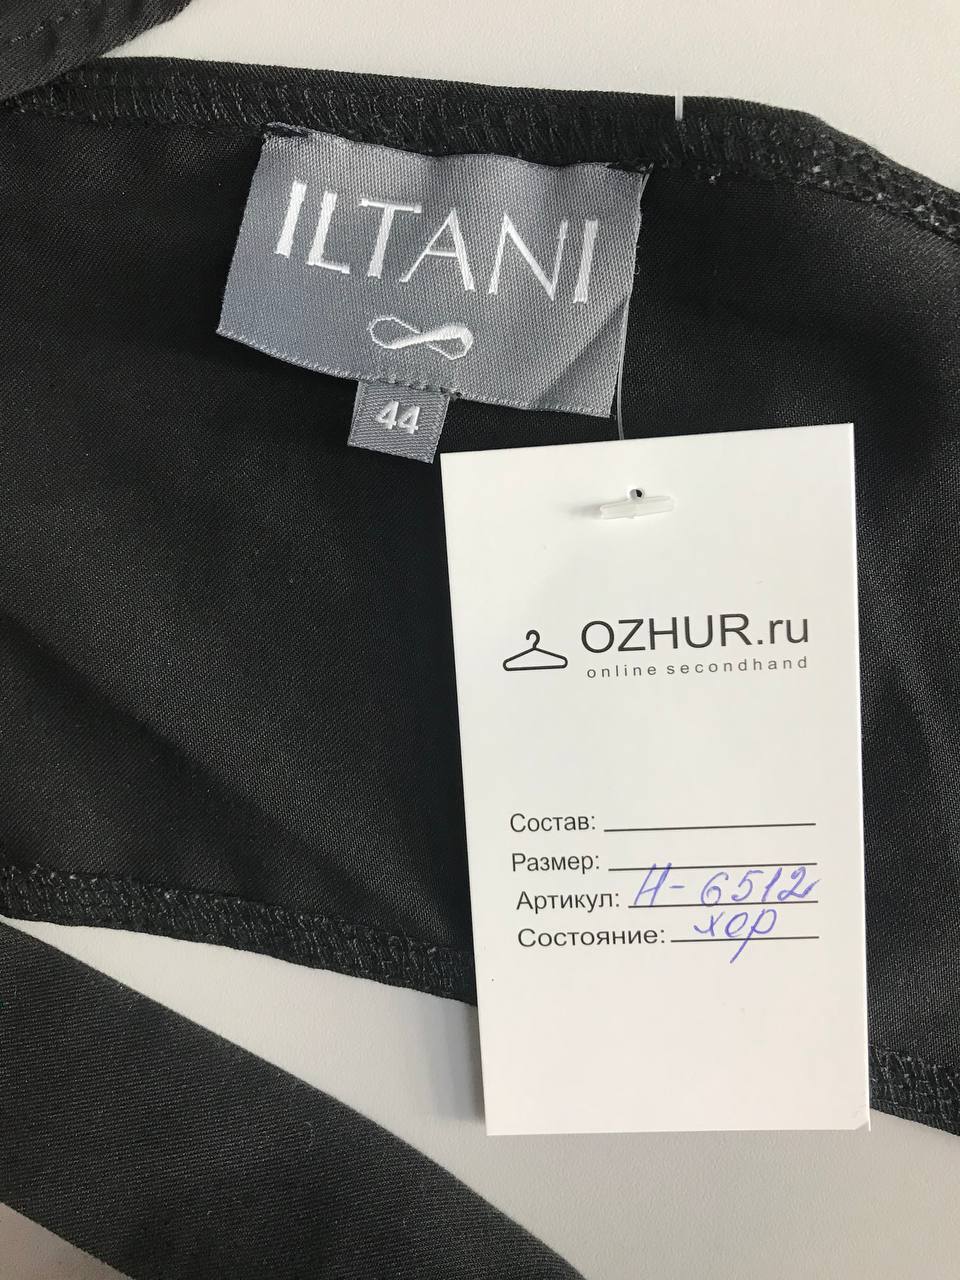 ILTANI
44
OZHUR.ru
online secondhand
Состав:
Размер:
Артикул: Н-6512
Состояние: хор